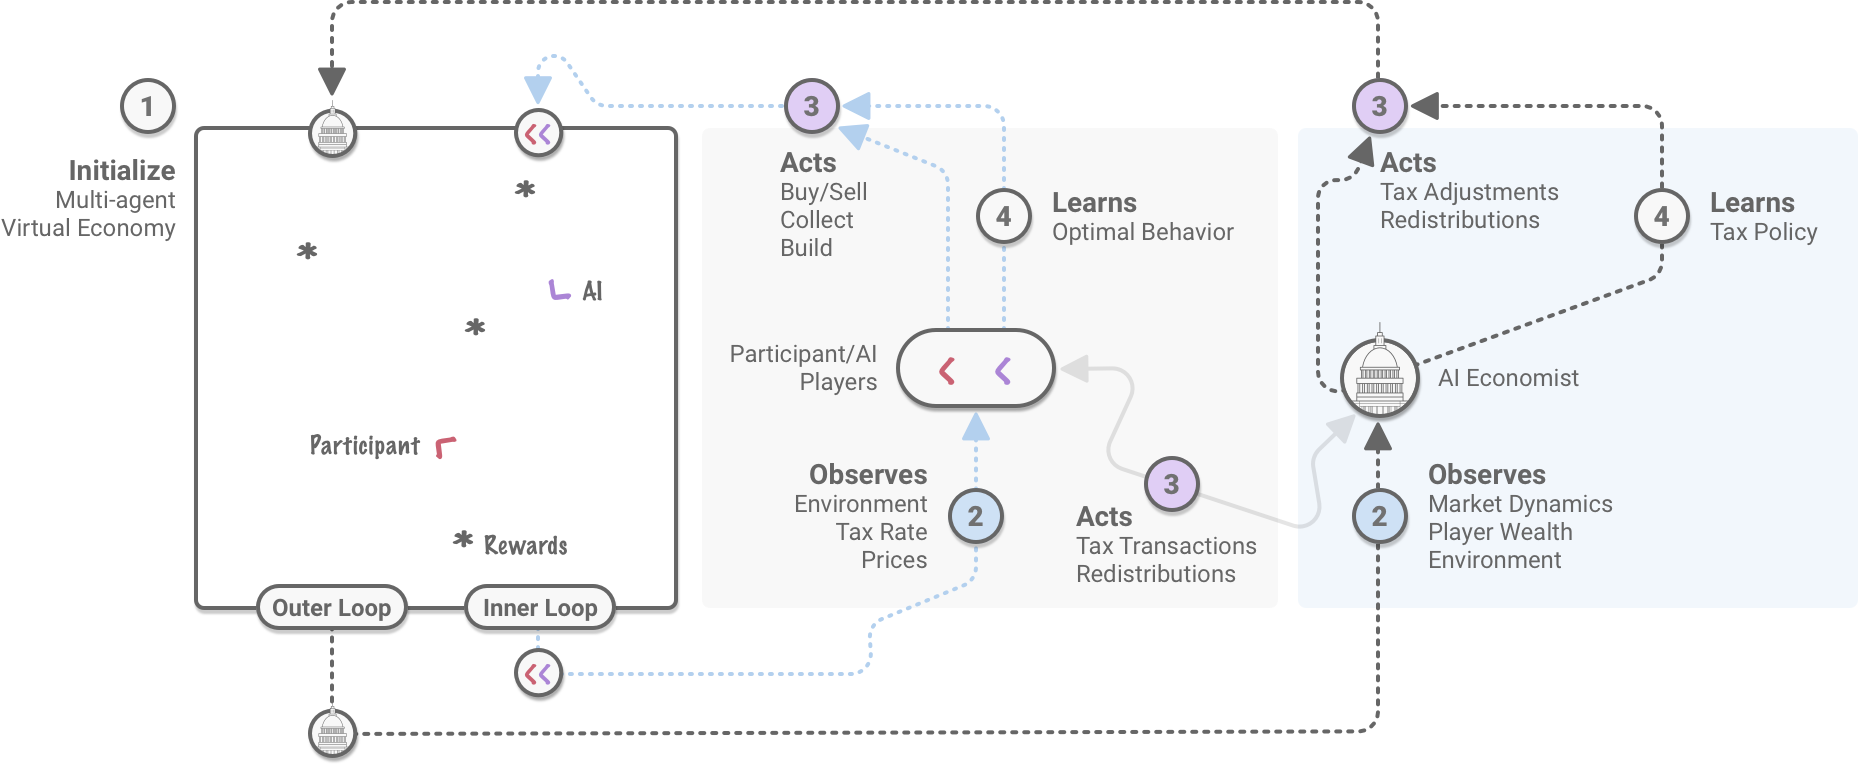 1
Initialize
Multi-agent
Virtual Economy
AI
Participant
Rewards
Outer Loop
Inner Loop
3
Acts
Buy/Sell
Collect
Build
4
Learns
Optimal Behavior
Participant/AI
Players
Observes
Environment
Tax Rate
Prices
2
3
Acts
Tax Transactions
Redistributions
3
Acts
Tax Adjustments
Redistributions
4
Learns
Tax Policy
AI Economist
2
Observes
Market Dynamics
Player Wealth
Environment